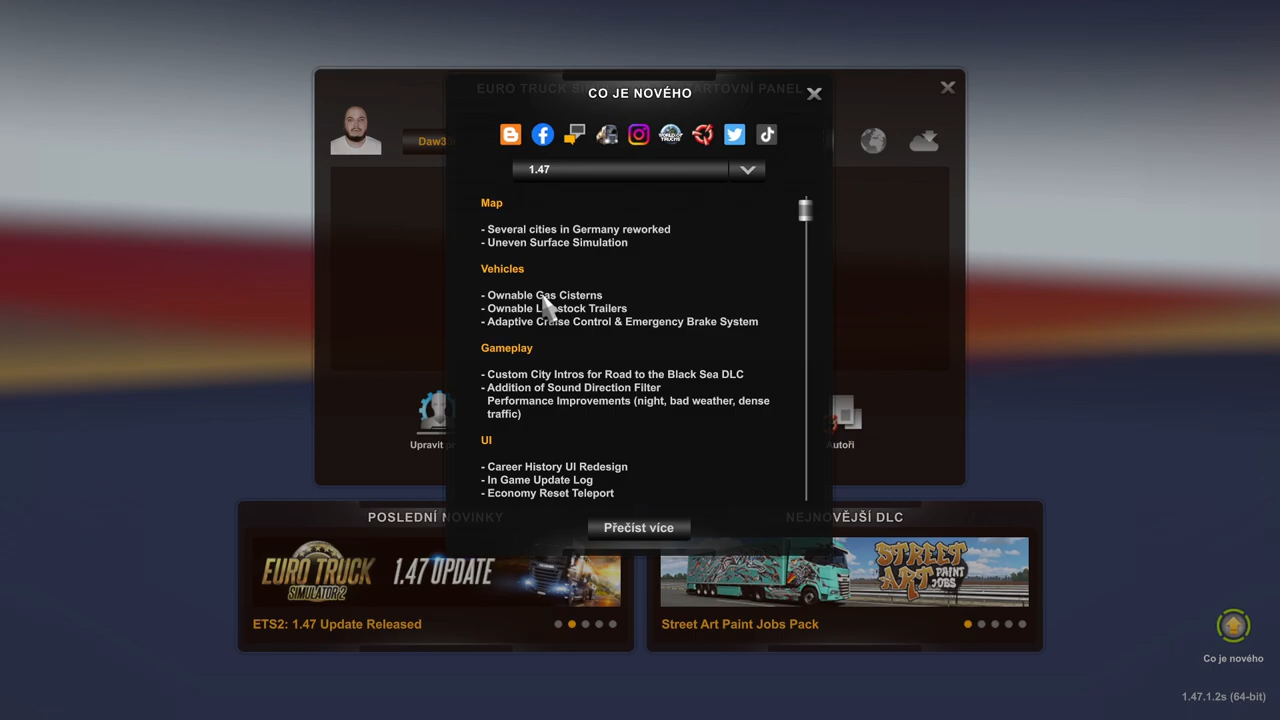 EURO TRUCK S
ARTOVNÍ PANEL
CO JE NOVÉHO
Daw3
1.47
Map
- Several cities in Germany reworked
- Uneven Surface Simulation
Vehicles
- Ownable Gas Cisterns
- Ownable Livestock Trailers
- Adaptive Cruise Control & Emergency Brake System
Gameplay
- Custom City Intros for Road to the Black Sea DLC
- Addition of Sound Direction Filter
Performance Improvements (night, bad weather, dense
traffic)
UI
- Career History UI Redesign
- In Game Update Log
- Economy Reset Teleport
Upravit
Autoři
Přečíst více
POSLEDNÍ NOVINKY
NEJNOVĚJŠÍ DLC
EURO TRUCK
SIMULATOR 2
1.47 UPDATE
STREET
ART PAINT
JOBS
ETS2: 1.47 Update Released
Street Art Paint Jobs Pack
Co je nového
1.47.1.2s (64-bit)